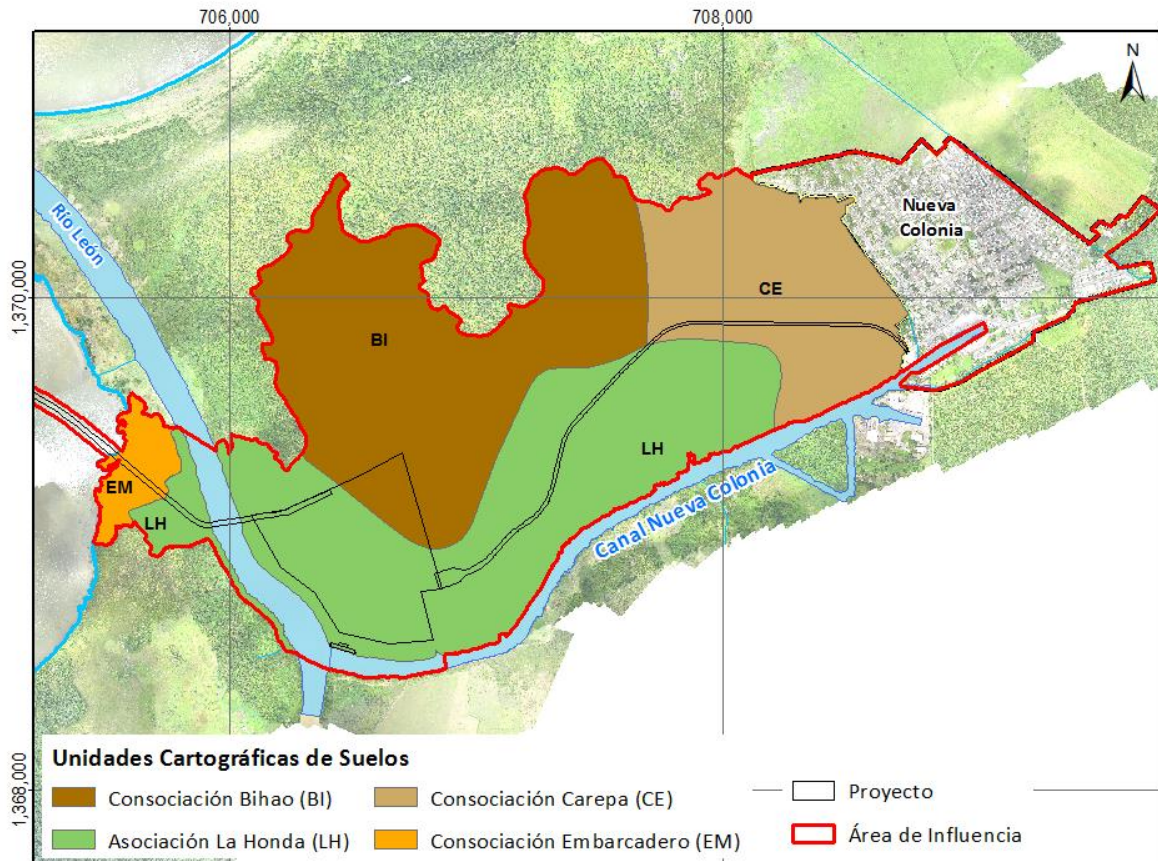 706,000
708,000
N
1,370,000
1,368,000
Río León
Nueva
Colonia
CE
BI
LH
EM
LH
Canal Nueva Colonia
Unidades Cartográficas de Suelos
Consociación Bihao (BI)
Consociación Carepa (CE)
Proyecto
Asociación La Honda (LH)
Consociación Embarcadero (EM)
Área de Influencia